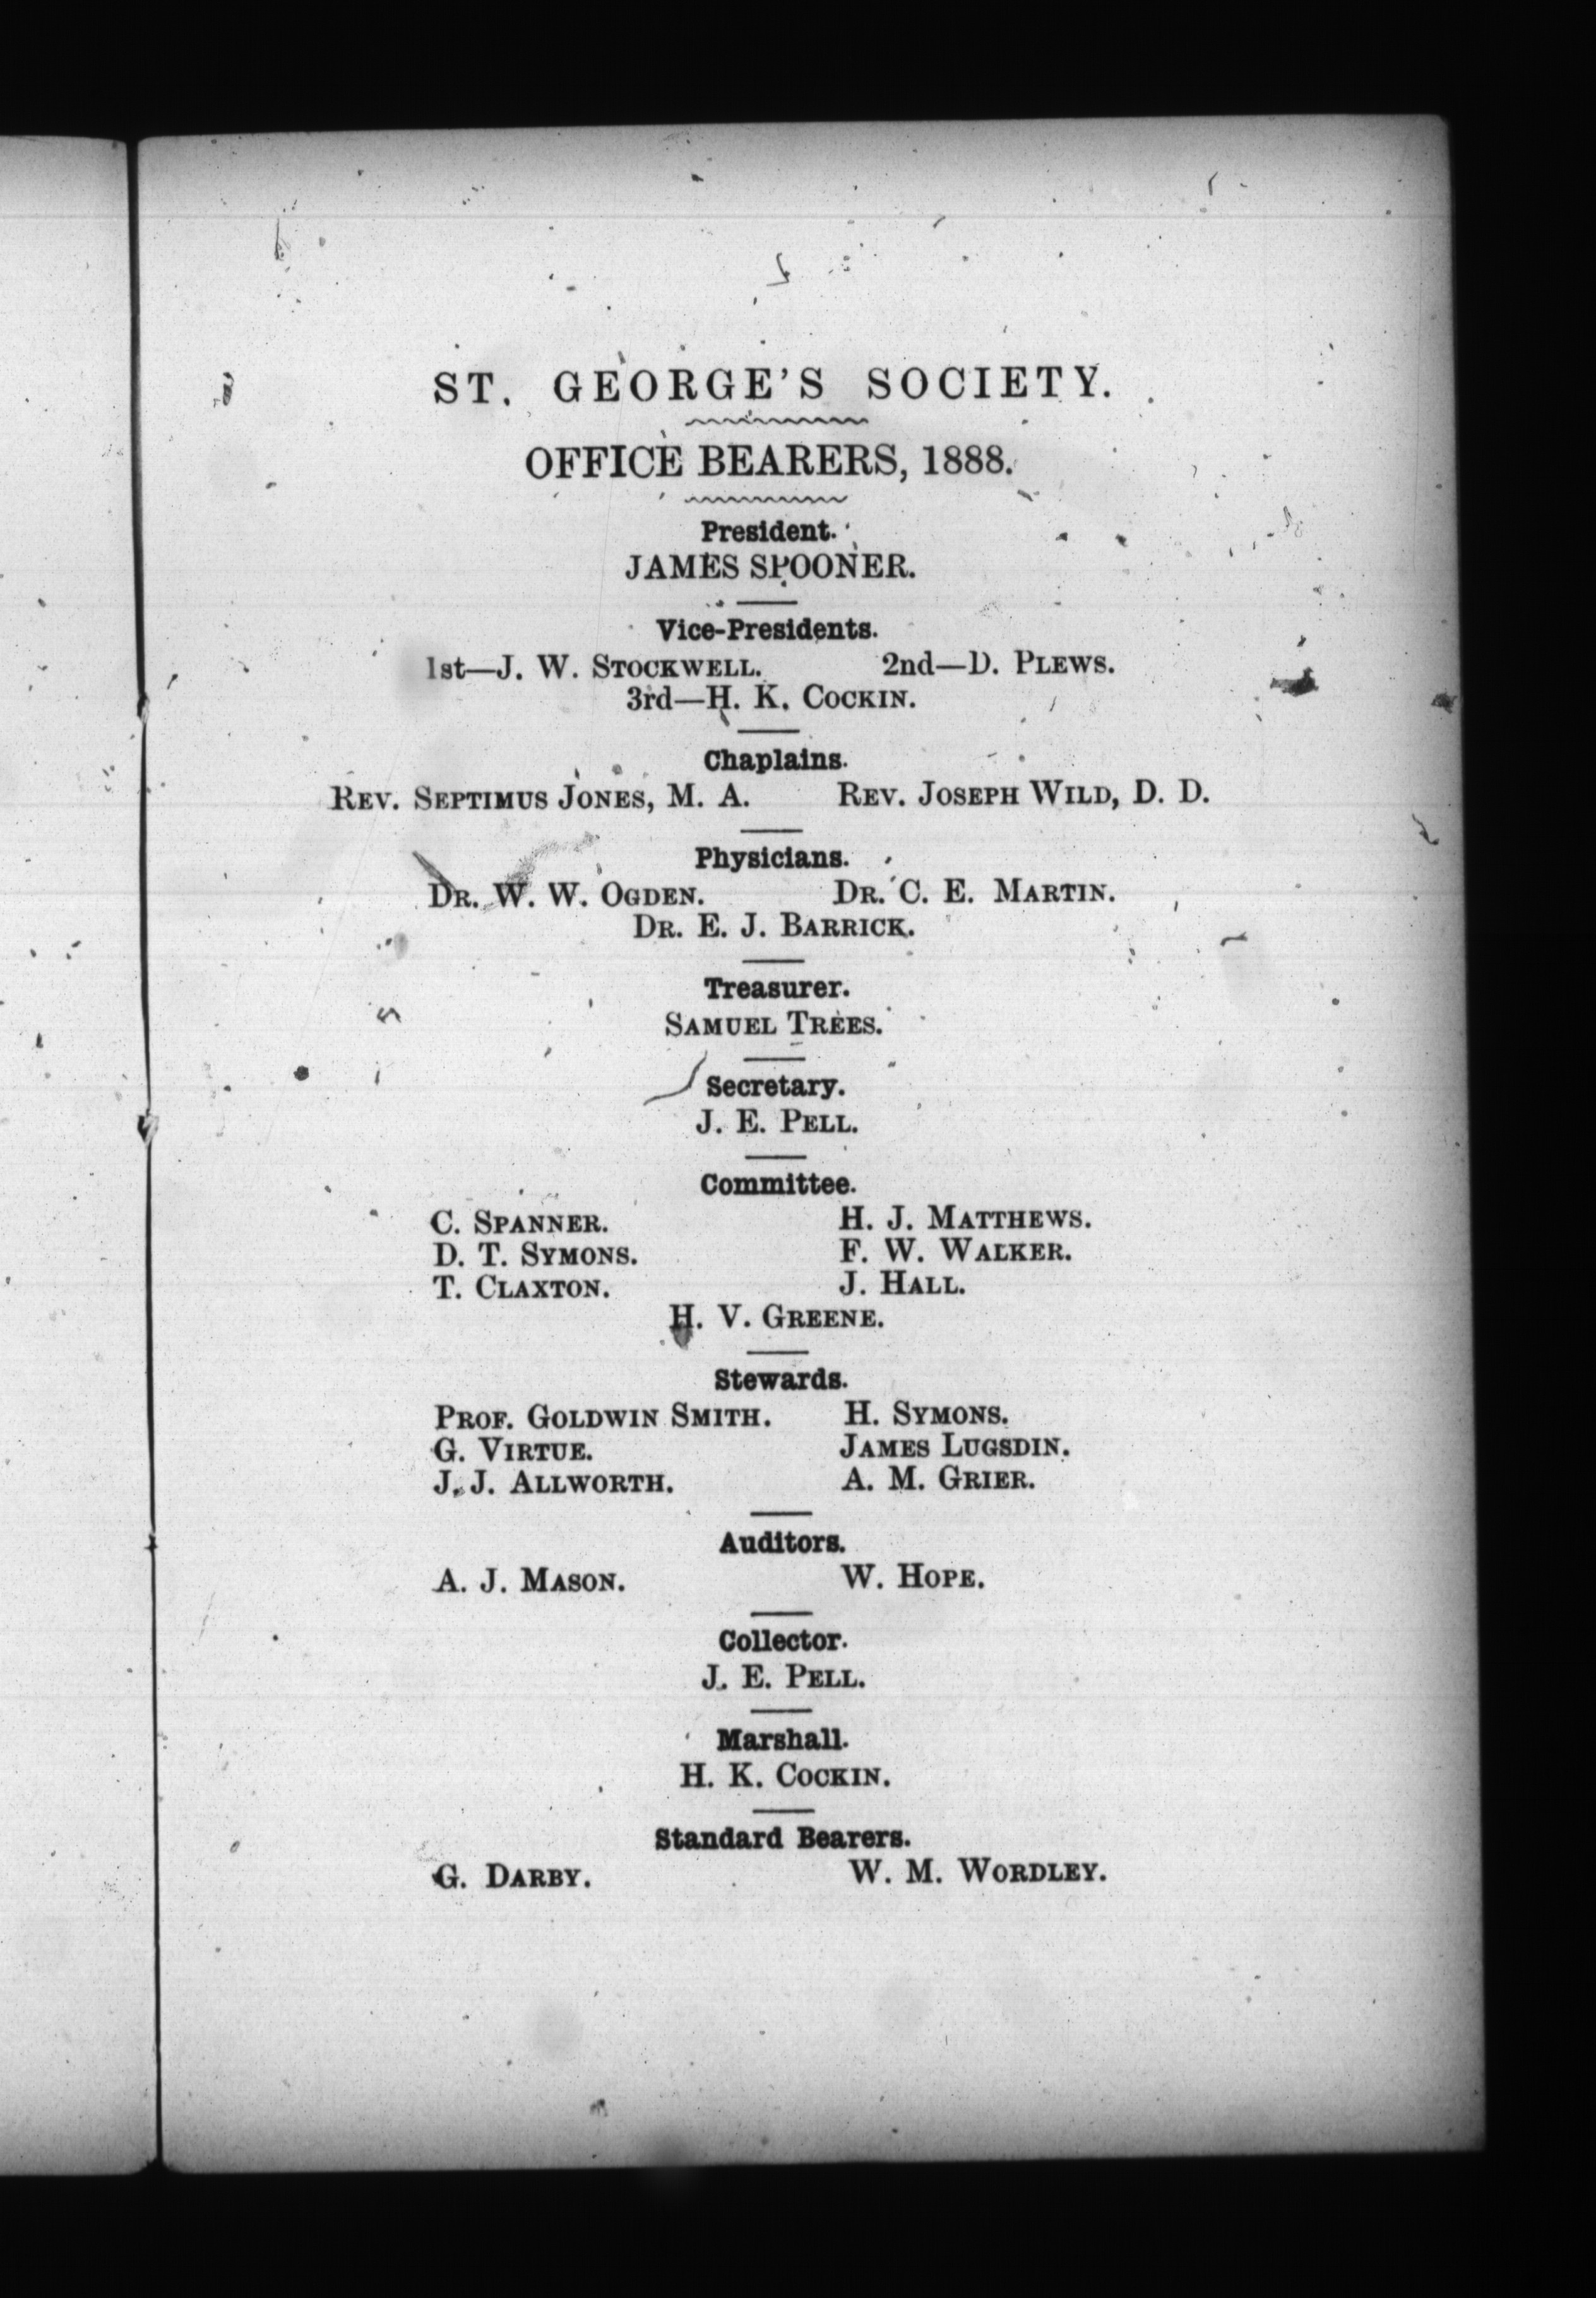 ST. GEORGE'S SOCIETY.
OFFICE BEARERS, 1888.
President.
JAMES SPOONER.
Vice-Presidents.
1st—J. W. STOCKWELL. 2nd—D. PLEWS.
3rd—H. K. COCKIN.
Chaplains.
REV. SEPTIMUS JONES, M. A. REV. JOSEPH WILD, D. D.
Physicians.
DR. W. W. OGDEN. DR. C. E. MARTIN.
DR. E. J. BARRICK.
Treasurer.
SAMUEL TREES.
Secretary.
J. E. PELL.
Committee.
C. SPANNER. H. J. MATTHEWS.
D. T. SYMONS. F. W. WALKER.
T. CLAXTON. J. HALL.
H. V. GREENE.
Stewards.
PROF. GOLDWIN SMITH. H. SYMONS.
G. VIRTUE. JAMES LUGSDIN.
J. J. ALLWORTH. A. M. GRIER.
Auditors.
A. J. MASON. W. HOPE.
Collector.
J. E. PELL.
Marshall.
H. K. COCKIN.
Standard Bearers.
G. DARBY. W. M. WORDLEY.